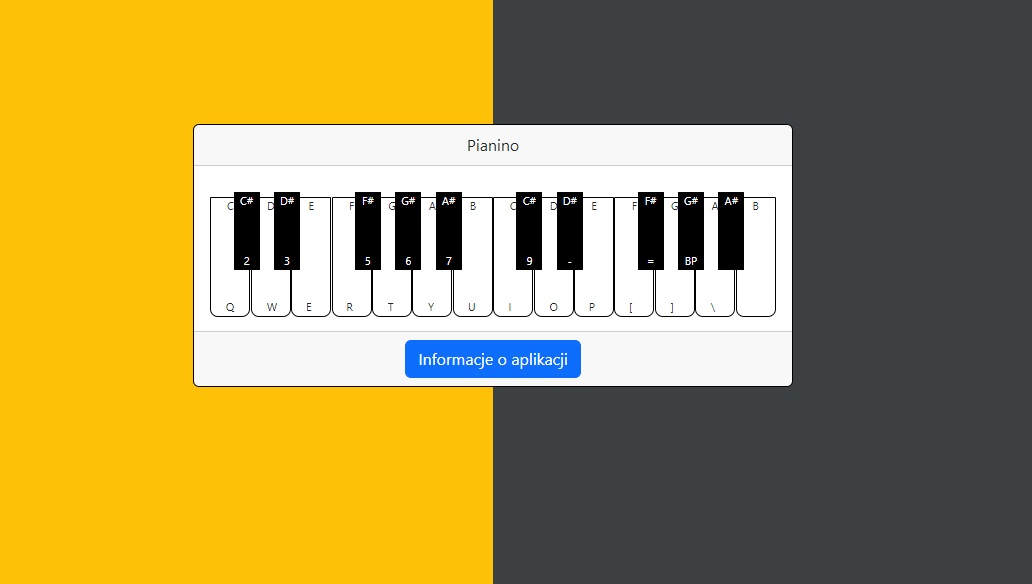 Pianino
C# D# F# G# A# C# D# F# G# A#
C D E F G A B C D E F G A B
2 3 5 6 7 9 - = BP
Q W E R T Y U I O P [ ] \
Informacje o aplikacji